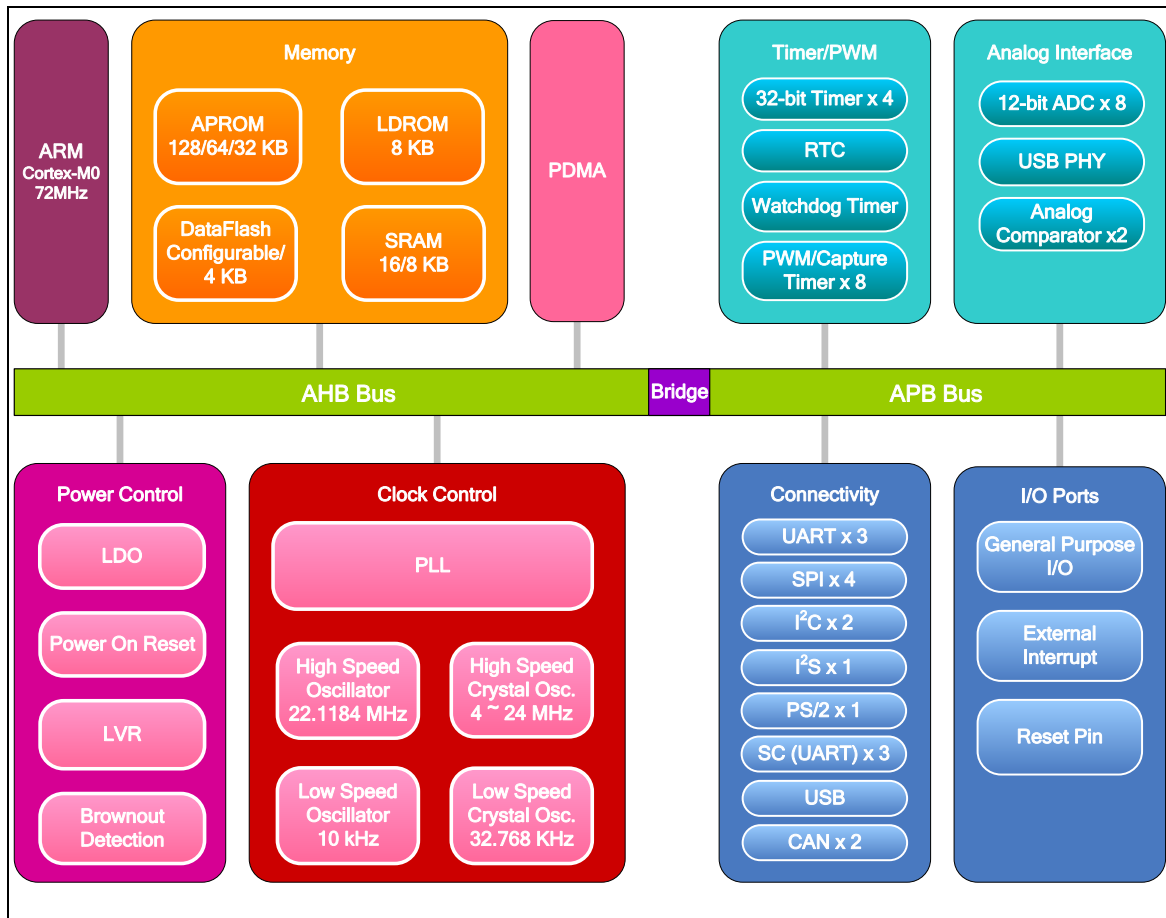 ARM
Cortex-M0
72MHz
Memory
APROM
128/64/32 KB
LDROM
8 KB
DataFlash
Configurable/
4 KB
SRAM
16/8 KB
PDMA
Timer/PWM
32-bit Timer x 4
RTC
Watchdog Timer
PWM/Capture
Timer x 8
Analog Interface
12-bit ADC x 8
USB PHY
Analog
Comparator x2
AHB Bus
Bridge
APB Bus
Power Control
LDO
Power On Reset
LVR
Brownout
Detection
Clock Control
PLL
High Speed
Oscillator
22.1184 MHz
High Speed
Crystal Osc.
4 ~ 24 MHz
Low Speed
Oscillator
10 kHz
Low Speed
Crystal Osc.
32.768 KHz
Connectivity
UART x 3
SPI x 4
I²C x 2
I²S x 1
PS/2 x 1
SC (UART) x 3
USB
CAN x 2
I/O Ports
General Purpose
I/O
External
Interrupt
Reset Pin